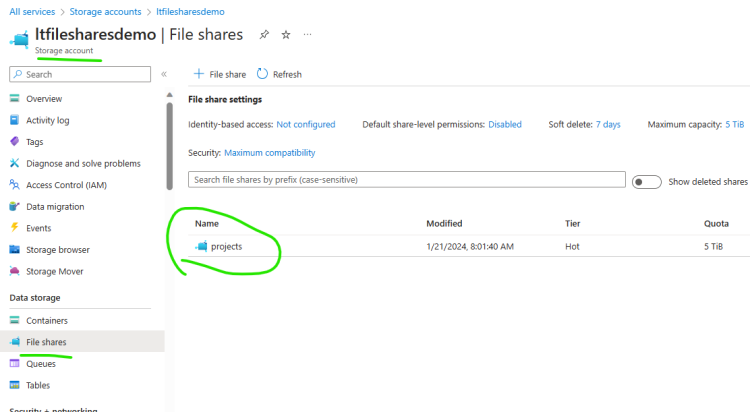 All services > Storage accounts > ltfilesharesdemo
ltfilesharesdemo | File shares
Storage account
Search
«
+ File share Refresh
Overview
Activity log
Tags
Diagnose and solve problems
Access Control (IAM)
Data migration
Events
Storage browser
Storage Mover
Data storage
Containers
File shares
Queues
Tables
Security + networking
File share settings
Identity-based access: Not configured Default share-level permissions: Disabled Soft delete: 7 days Maximum capacity: 5 TiB
Security: Maximum compatibility
Search file shares by prefix (case-sensitive) Show deleted shares
Name Modified Tier Quota
projects 1/21/2024, 8:01:40 AM Hot 5 TiB